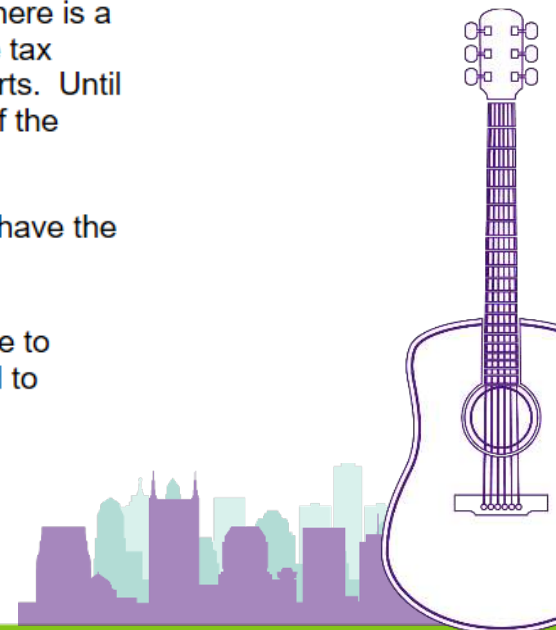 here is a
tax
rts. Until
f the
have the
e to
to